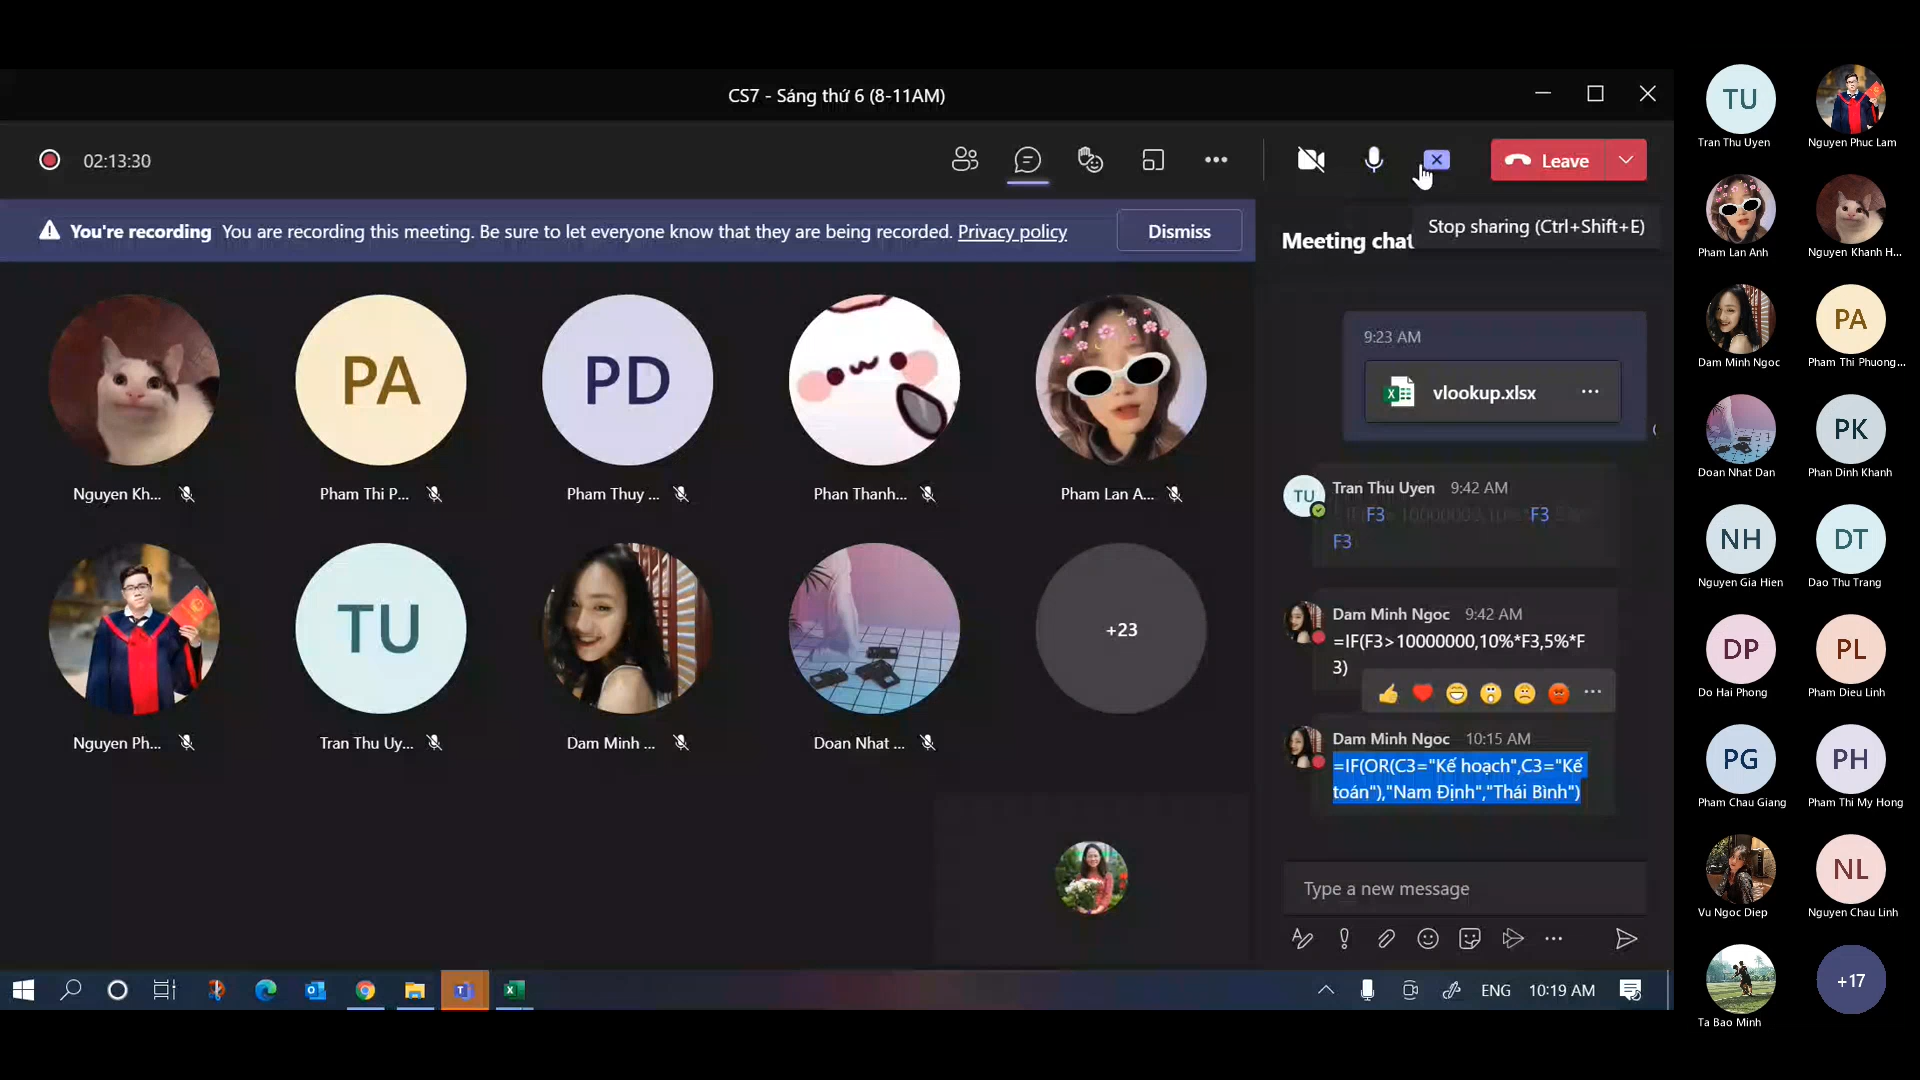 CS7 - Sáng thứ 6 (8-11AM)
02:13:30
Leave
You're recording You are recording this meeting. Be sure to let everyone know that they are being recorded. Privacy policy
Dismiss
Stop sharing (Ctrl+Shift+E)
Meeting chat
PA
PD
Nguyen Kh...
Pham Thi P...
Pham Thuy ...
Phan Thanh...
Pham Lan A...
TU
+23
Nguyen Ph...
Tran Thu Uy...
Dam Minh ...
Doan Nhat ...
9:23 AM
vlookup.xlsx
TU
Tran Thu Uyen 9:42 AM
F3 F3
F3
Dam Minh Ngoc 9:42 AM
=IF(F3>10000000,10%*F3,5%*F
3)
Dam Minh Ngoc 10:15 AM
=IF(OR(C3="Kế hoạch",C3="Kế
toán"),"Nam Định","Thái Bình")
Type a new message
ENG 10:19 AM
TU
Tran Thu Uyen
Nguyen Phuc Lam
Pham Lan Anh
Nguyen Khanh H...
PA
Dam Minh Ngoc
Pham Thi Phuong...
PK
Doan Nhat Dan
Phan Dinh Khanh
NH
DT
Nguyen Gia Hien
Dao Thu Trang
DP
PL
Do Hai Phong
Pham Dieu Linh
PG
PH
Pham Chau Giang
Pham Thi My Hong
NL
Vu Ngoc Diep
Nguyen Chau Linh
+17
Ta Bao Minh